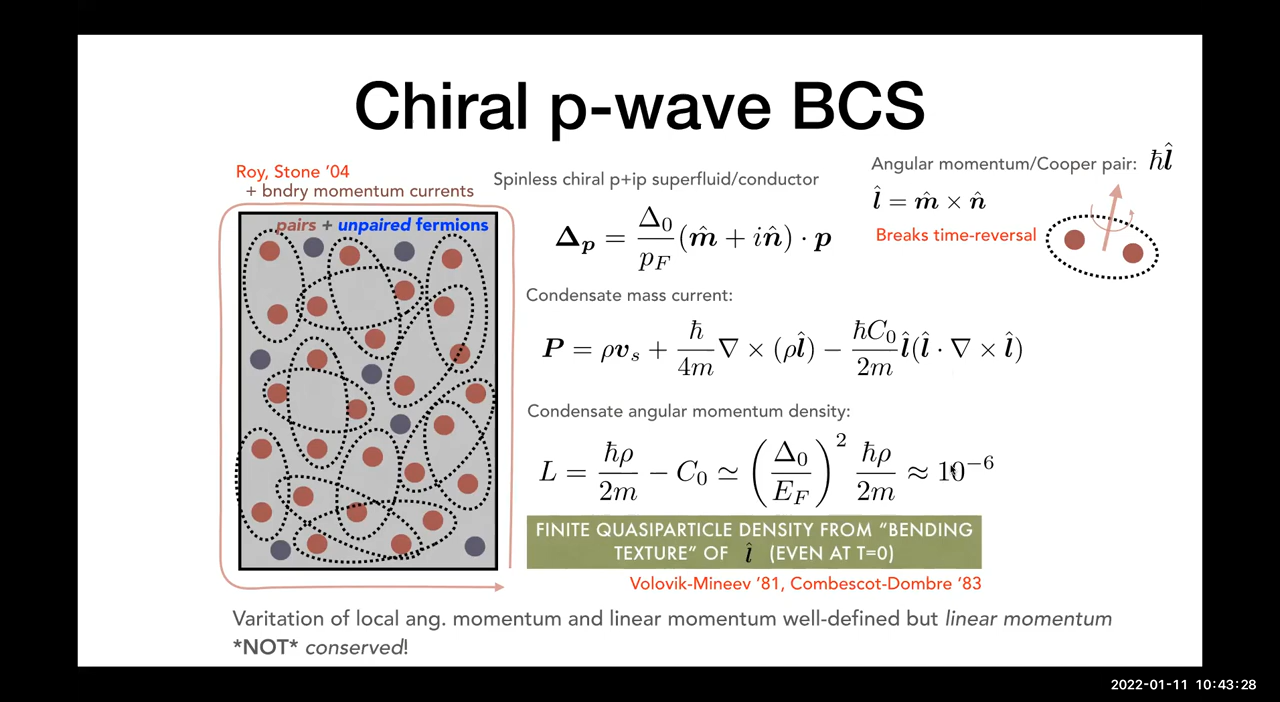 Chiral p-wave BCS
Roy, Stone ’04
+ bndry momentum currents
pairs + unpaired fermions
Spinless chiral p+ip superfluid/conductor
Δ_p = Δ_0/p_F (m̂ + in̂) · p
Angular momentum/Cooper pair: ħl̂
l̂ = m̂ × n̂
Breaks time-reversal
Condensate mass current:
P = ρv_s + ħ/4m ∇ × (ρl̂) − ħC_0/2m l̂(l̂ · ∇ × l̂)
Condensate angular momentum density:
L = ħρ/2m − C_0 ≃ (Δ_0/E_F)^2 ħρ/2m ≈ 10^−6
FINITE QUASIPARTICLE DENSITY FROM “BENDING
TEXTURE” OF l̂ (EVEN AT T=0)
Volovik-Mineev ’81, Combescot-Dombre ’83
Varitation of local ang. momentum and linear momentum well-defined but linear momentum
*NOT* conserved!
2022-01-11 10:43:28